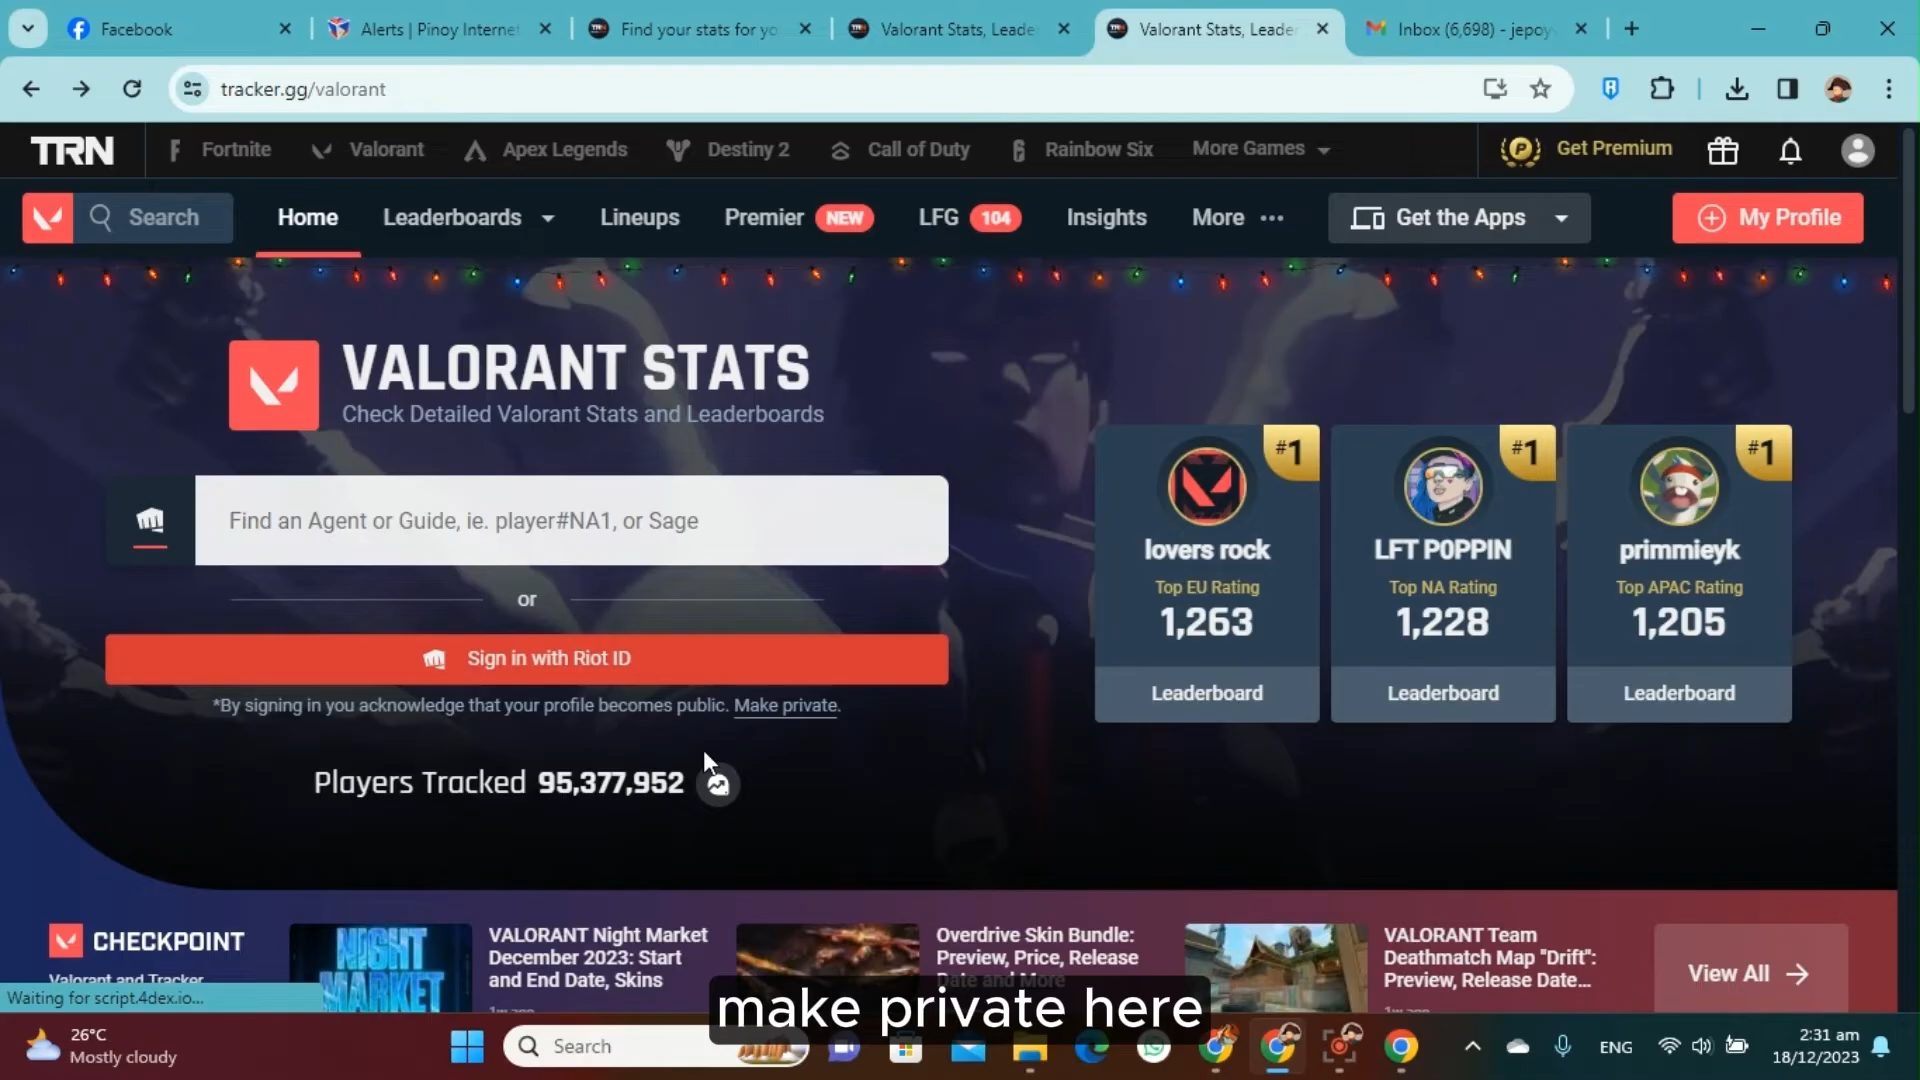 Facebook
Alerts | Pinoy Internet
Find your stats for yo
Valorant Stats, Leade
Valorant Stats, Leader
Inbox (6,698) - jepoy
tracker.gg/valorant
TRN
Fortnite
Valorant
Apex Legends
Destiny 2
Call of Duty
Rainbow Six
More Games
Get Premium
Search
Home
Leaderboards
Lineups
Premier NEW
LFG 104
Insights
More
Get the Apps
My Profile
VALORANT STATS
Check Detailed Valorant Stats and Leaderboards
Find an Agent or Guide, ie. player#NA1, or Sage
or
Sign in with Riot ID
*By signing in you acknowledge that your profile becomes public. Make private.
Players Tracked 95,377,952
#1
lovers rock
Top EU Rating
1,263
Leaderboard
#1
LFT P0PPIN
Top NA Rating
1,228
Leaderboard
#1
primmieyk
Top APAC Rating
1,205
Leaderboard
CHECKPOINT
Valorant and Tracker
NIGHT
MARKET
VALORANT Night Market
December 2023: Start
and End Date, Skins
Overdrive Skin Bundle:
Preview, Price, Release
Date and More
VALORANT Team
Deathmatch Map "Drift":
Preview, Release Date...
View All
Waiting for script.4dex.io...
make private here
26°C
Mostly cloudy
Search
ENG
2:31 am
18/12/2023